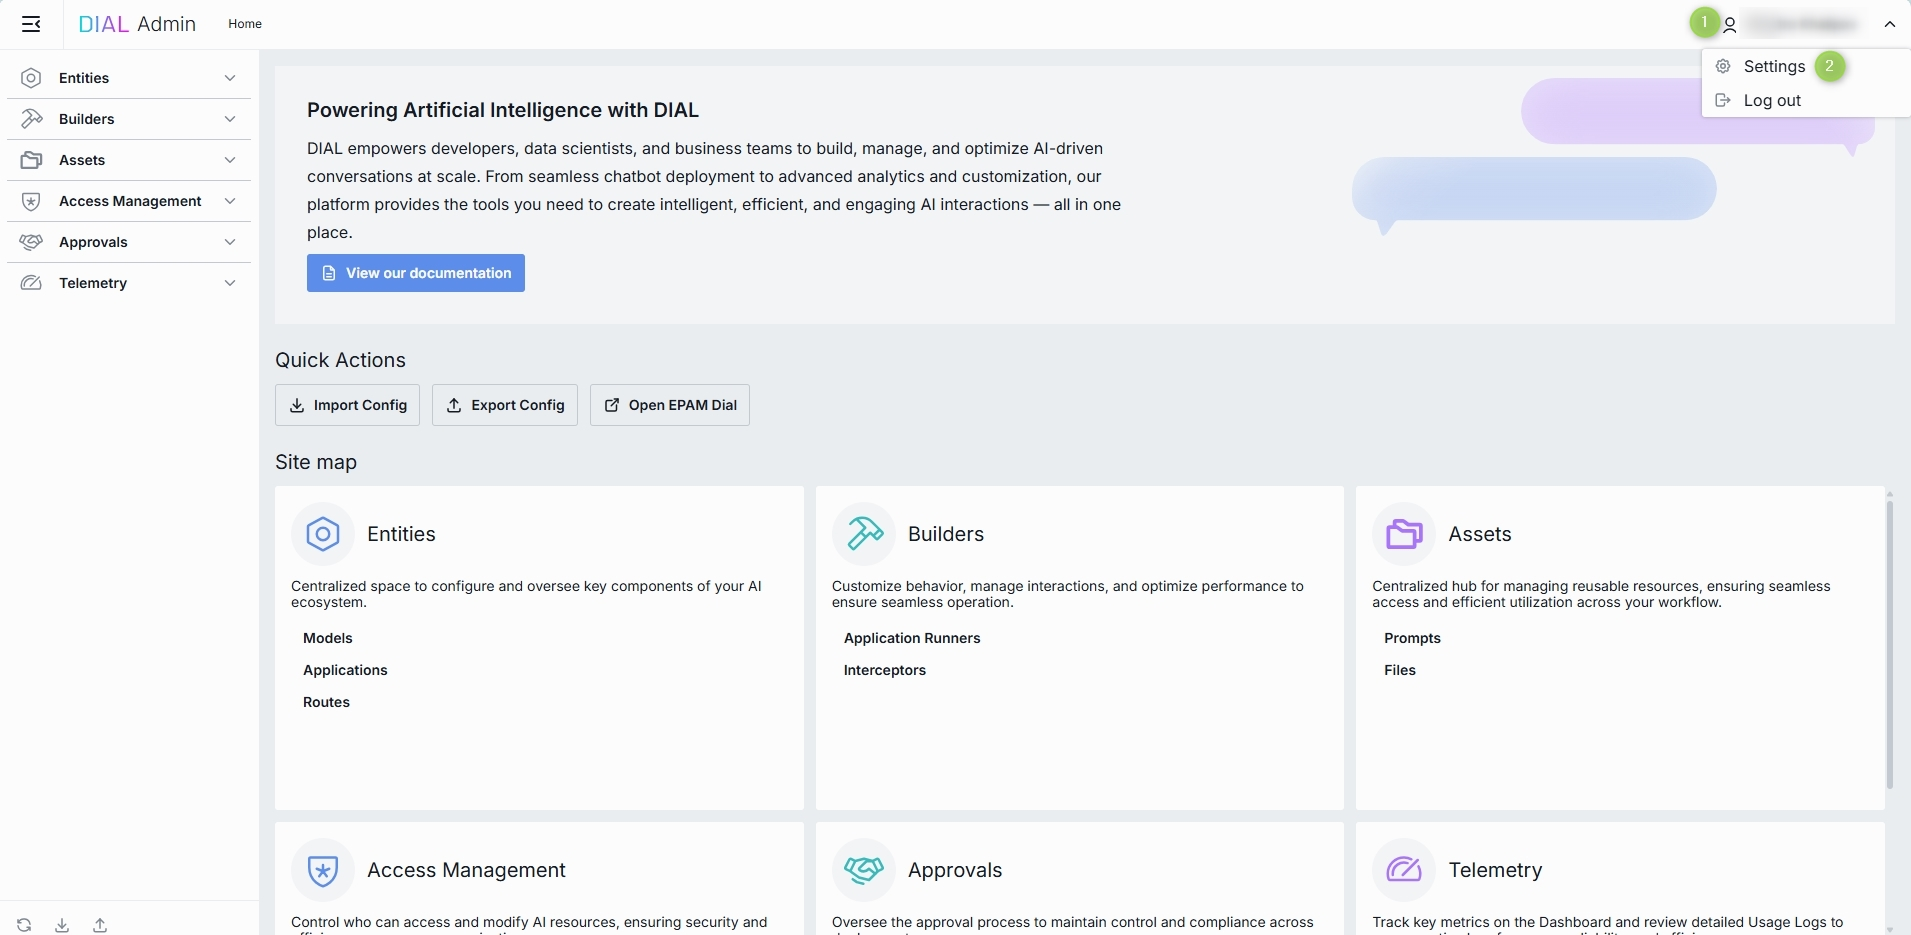 DIAL Admin
Home
1
Settings
2
Log out
Entities
Builders
Assets
Access Management
Approvals
Telemetry
Powering Artificial Intelligence with DIAL
DIAL empowers developers, data scientists, and business teams to build, manage, and optimize AI-driven
conversations at scale. From seamless chatbot deployment to advanced analytics and customization, our
platform provides the tools you need to create intelligent, efficient, and engaging AI interactions — all in one
place.
View our documentation
Quick Actions
Import Config
Export Config
Open EPAM Dial
Site map
Entities
Centralized space to configure and oversee key components of your AI
ecosystem.
Models
Applications
Routes
Builders
Customize behavior, manage interactions, and optimize performance to
ensure seamless operation.
Application Runners
Interceptors
Assets
Centralized hub for managing reusable resources, ensuring seamless
access and efficient utilization across your workflow.
Prompts
Files
Access Management
Control who can access and modify AI resources, ensuring security and
Approvals
Oversee the approval process to maintain control and compliance across
Telemetry
Track key metrics on the Dashboard and review detailed Usage Logs to